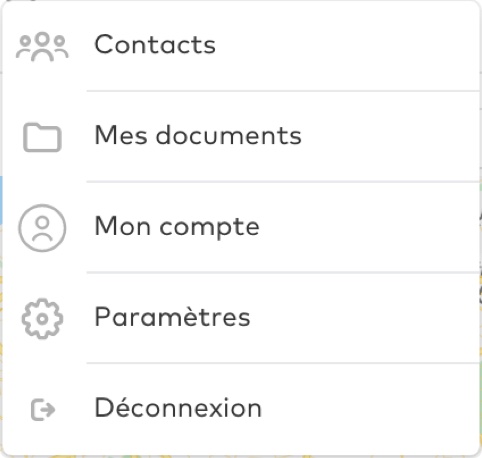 Contacts
Mes documents
Mon compte
Paramètres
Déconnexion